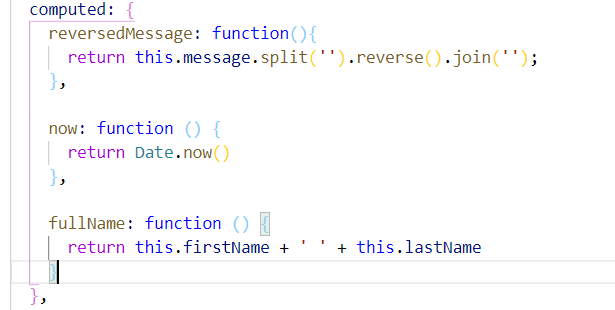 computed: {
reversedMessage: function(){
return this.message.split('').reverse().join('');
},
now: function () {
return Date.now()
},
fullName: function () {
return this.firstName + ' ' + this.lastName
}
},